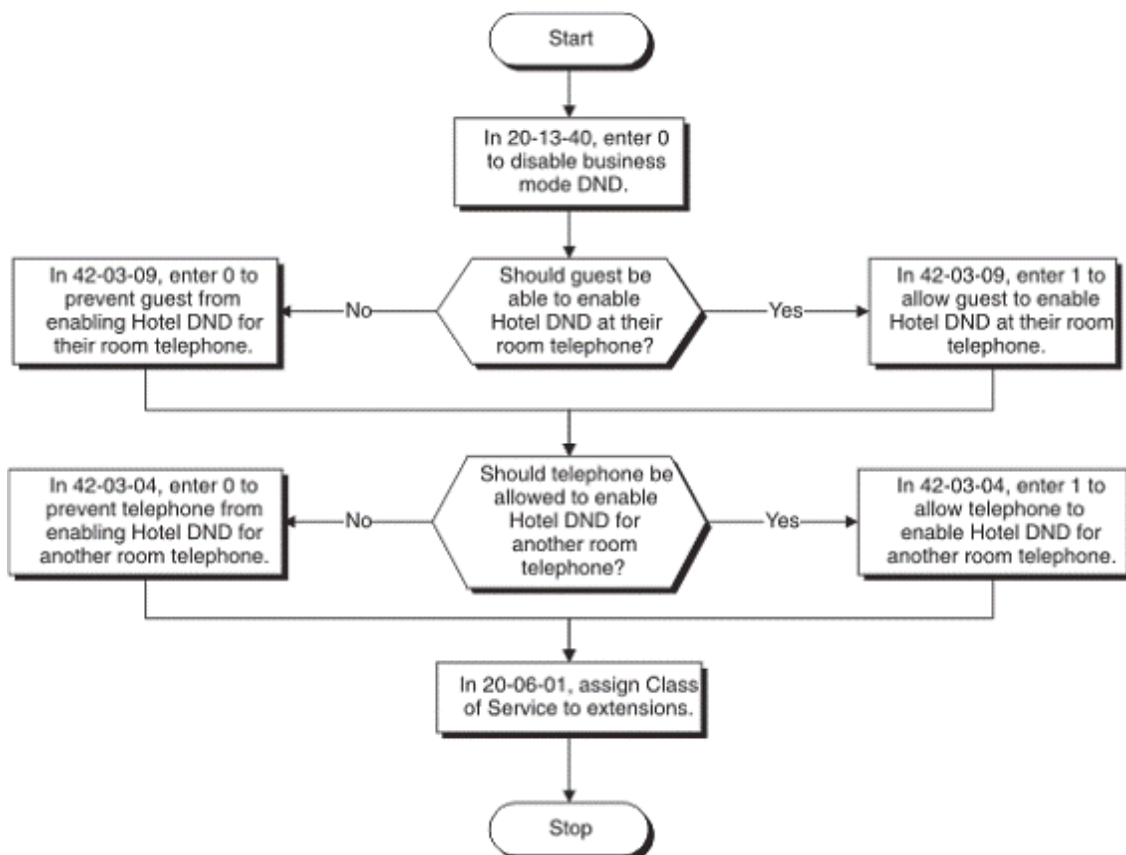 Start
In 20-13-40, enter 0
to disable business
mode DND.
In 42-03-09, enter 0 to
prevent guest from
enabling Hotel DND for
their room telephone.
No
Should guest be
able to enable
Hotel DND at their
room telephone?
Yes
In 42-03-09, enter 1 to
allow guest to enable
Hotel DND at their room
telephone.
In 42-03-04, enter 0 to
prevent telephone from
enabling Hotel DND for
another room telephone.
No
Should telephone be
allowed to enable
Hotel DND for
another room
telephone?
Yes
In 42-03-04, enter 1 to
allow telephone to
enable Hotel DND for
another room telephone.
In 20-06-01, assign Class
of Service to extensions.
Stop